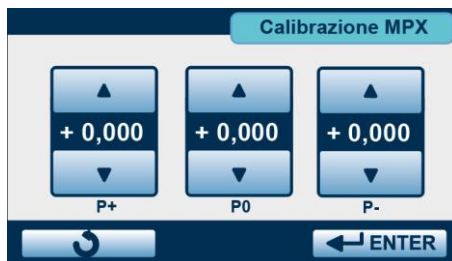 Calibrazione MPX
+ 0,000 + 0,000 + 0,000
P+ P0 P-
ENTER